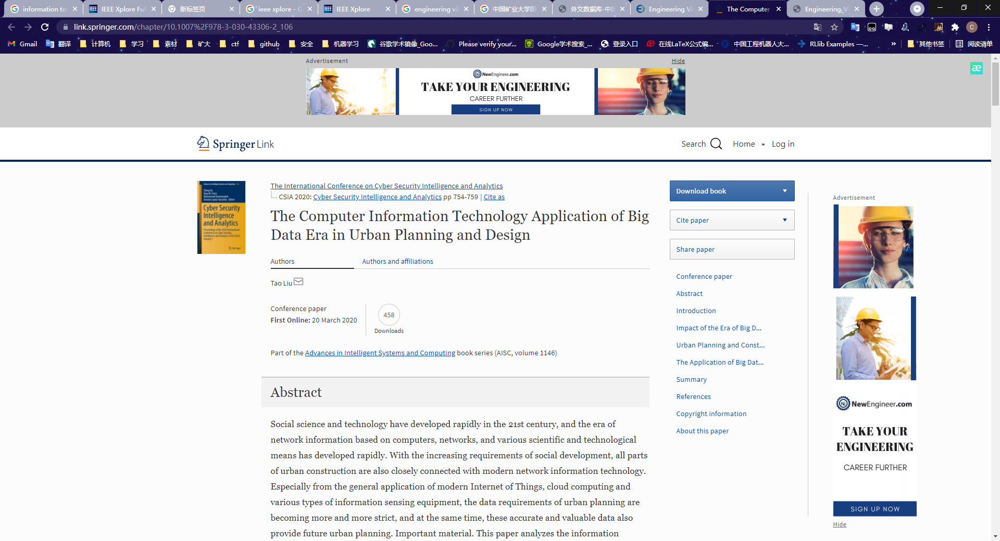 information te
IEEE Xplore Ful
新标签页
ieee xplore - G
IEEE Xplore
engineering vil
中国矿业大学图
外文数据库-中国
Engineering Vi
The Computer
Engineering_Vi
link.springer.com/chapter/10.1007%2F978-3-030-43306-2_106
Gmail
翻译
计算机
学习
素材
矿大
ctf
github
安全
机器学习
谷歌学术镜像_Goo...
Please verify your...
Google学术搜索_...
登录入口
在线LaTeX公式编...
中国工程机器人大...
RLlib Examples —...
»
其他书签
阅读清单
Advertisement
Hide
NewEngineer.com
TAKE YOUR ENGINEERING
CAREER FURTHER
SIGN UP NOW
Springer Link
Search
Home
Log in
The International Conference on Cyber Security Intelligence and Analytics
CSIA 2020: Cyber Security Intelligence and Analytics pp 754-759 | Cite as
The Computer Information Technology Application of Big
Data Era in Urban Planning and Design
Cyber Security
Intelligence
and Analytics
Authors
Authors and affiliations
Tao Liu
Conference paper
First Online: 20 March 2020
458
Downloads
Part of the Advances in Intelligent Systems and Computing book series (AISC, volume 1146)
Abstract
Social science and technology have developed rapidly in the 21st century, and the era of
network information based on computers, networks, and various scientific and technological
means has developed rapidly. With the increasing requirements of social development, all parts
of urban construction are also closely connected with modern network information technology.
Especially from the general application of modern Internet of Things, cloud computing and
various types of information sensing equipment, the data requirements of urban planning are
becoming more and more strict, and at the same time, these accurate and valuable data also
provide future urban planning. Important material. This paper analyzes the information
Download book
Cite paper
Share paper
Conference paper
Abstract
Introduction
Impact of the Era of Big D...
Urban Planning and Const...
The Application of Big Dat...
Summary
References
Copyright information
About this paper
Advertisement
NewEngineer.com
TAKE YOUR
ENGINEERING
CAREER FURTHER
SIGN UP NOW
Hide